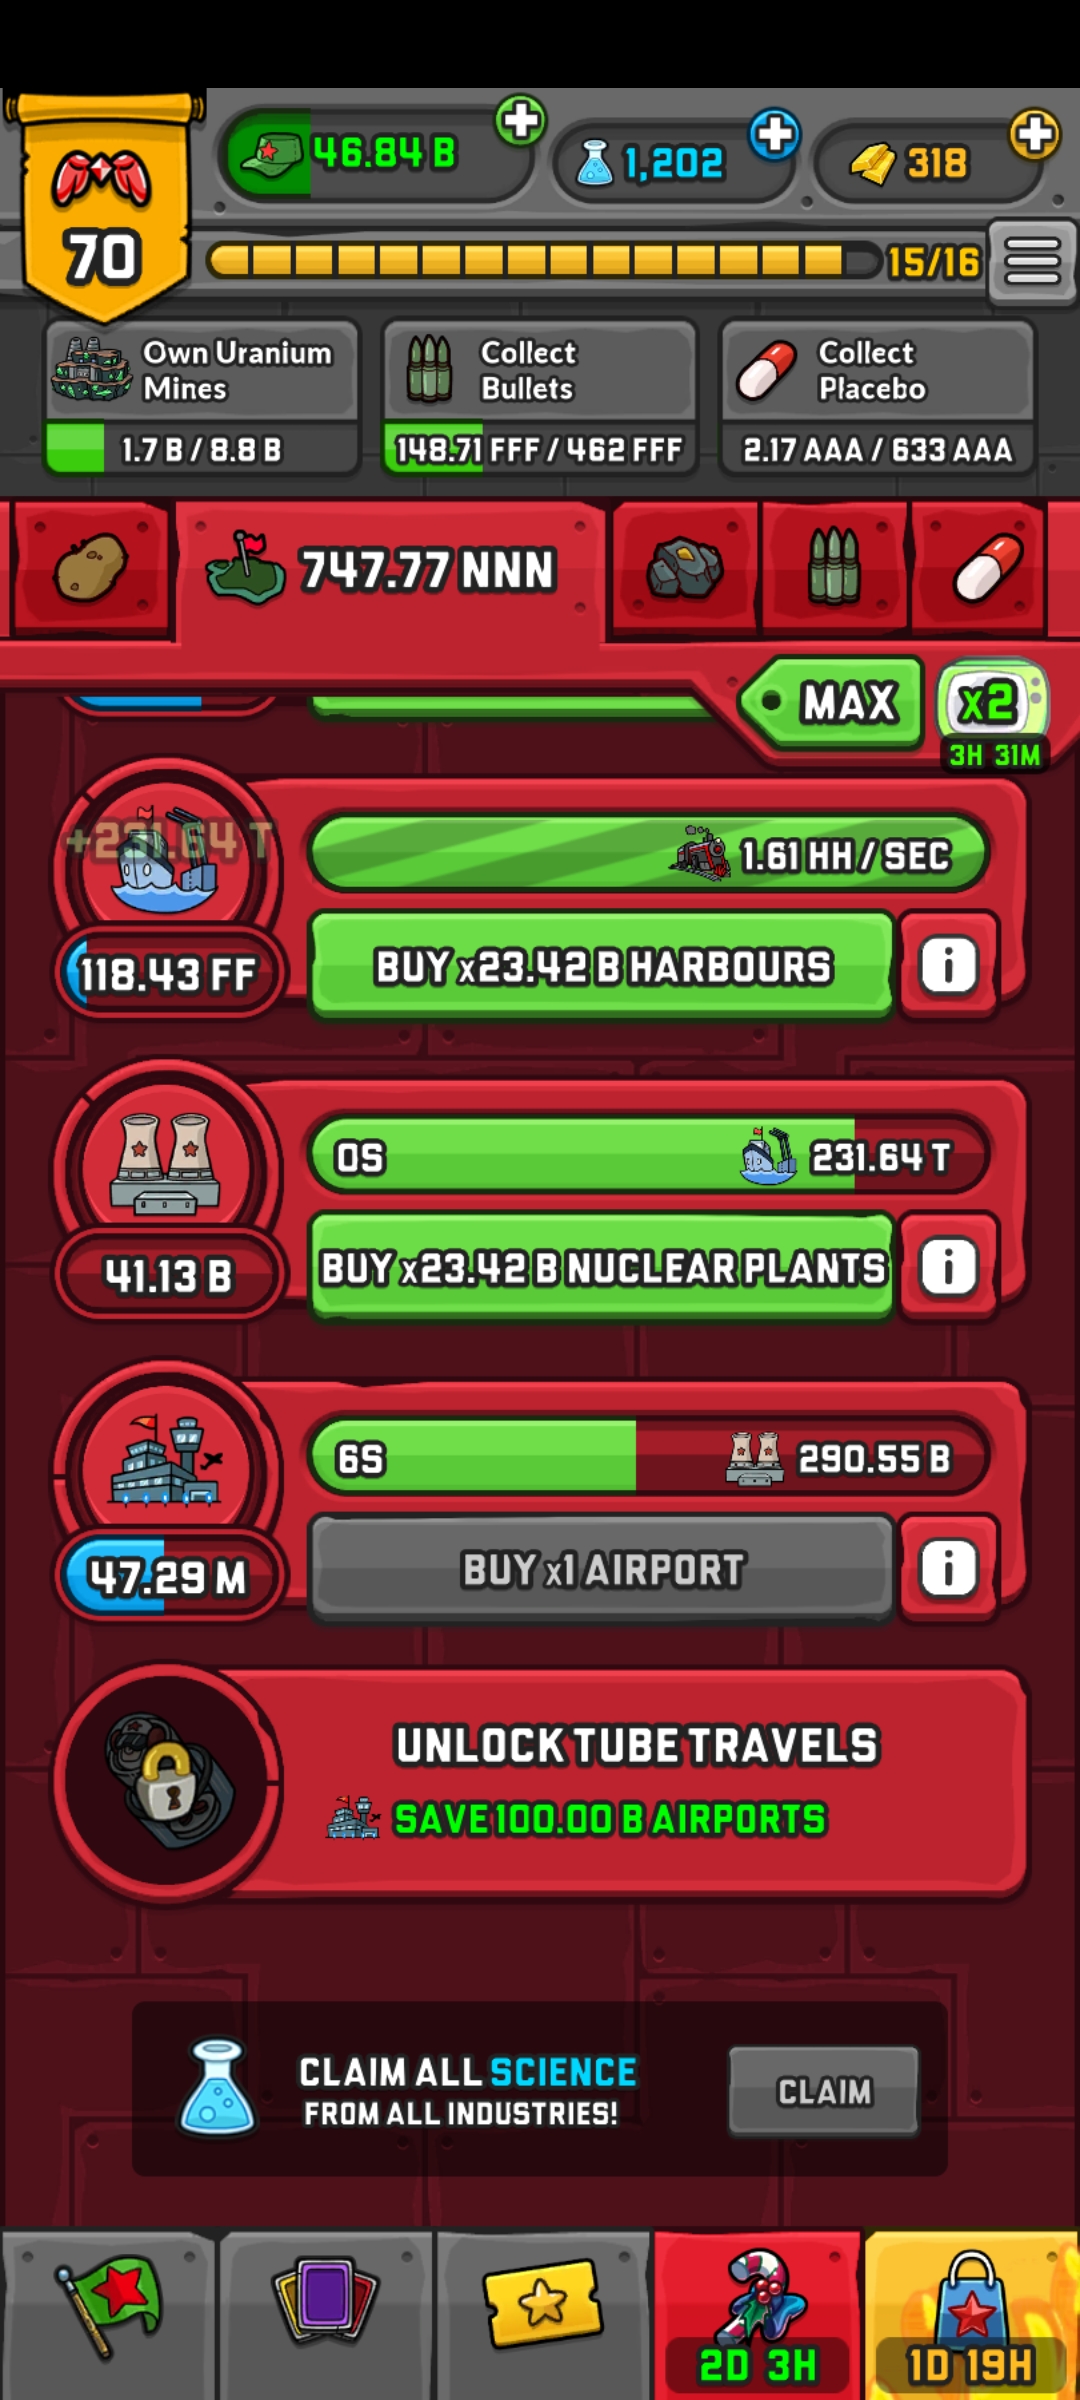 46.84 B
1,202
318
70
15/16
Own Uranium
Mines
1.7 B / 8.8 B
Collect
Bullets
148.71 FFF / 462 FFF
Collect
Placebo
2.17 AAA / 633 AAA
747.77 NNN
MAX
x2
3H 31M
+231.64 T
1.61 HH / SEC
118.43 FF
BUY x23.42 B HARBOURS
i
0S
231.64 T
41.13 B
BUY x23.42 B NUCLEAR PLANTS
i
6S
290.55 B
47.29 M
BUY x1 AIRPORT
i
UNLOCK TUBE TRAVELS
SAVE 100.00 B AIRPORTS
CLAIM ALL SCIENCE
FROM ALL INDUSTRIES!
CLAIM
2D 3H
1D 19H